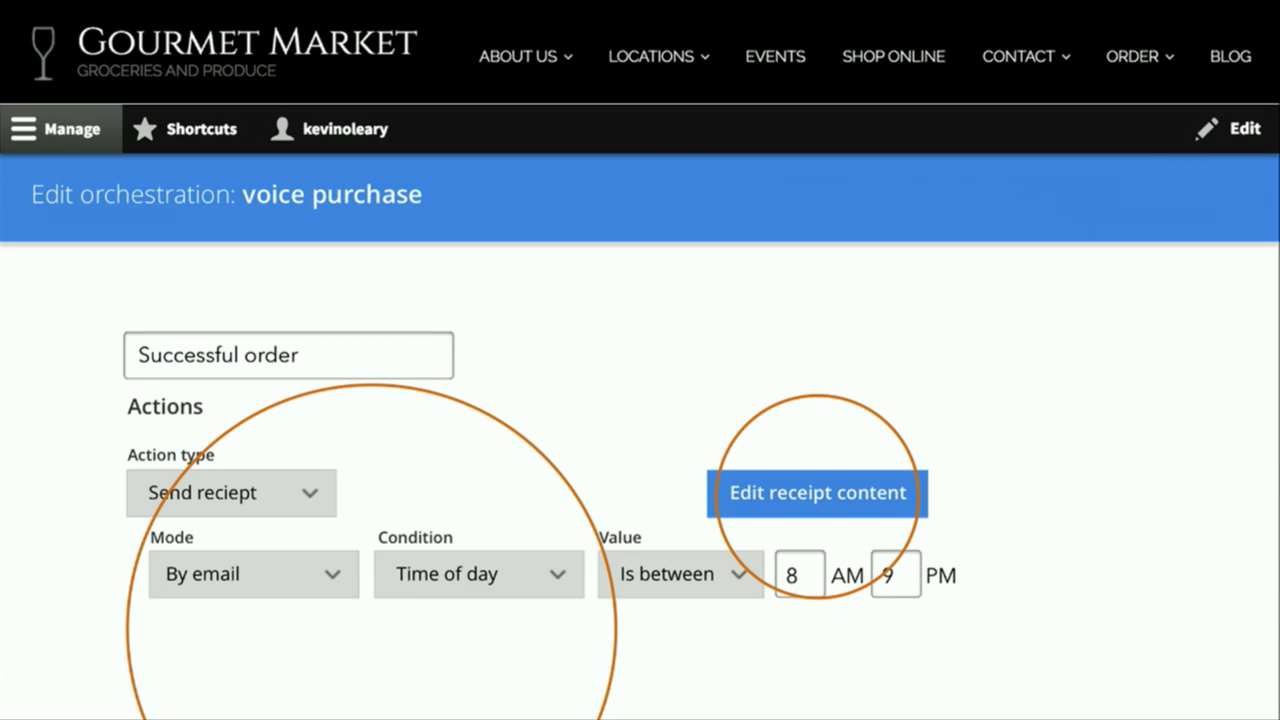 GOURMET MARKET
GROCERIES AND PRODUCE
ABOUT US LOCATIONS EVENTS SHOP ONLINE CONTACT ORDER BLOG
Manage Shortcuts kevinoleary Edit
Edit orchestration: voice purchase
Successful order
Actions
Action type
Send reciept Edit receipt content
Mode Condition Value
By email Time of day Is between 8 AM 9 PM